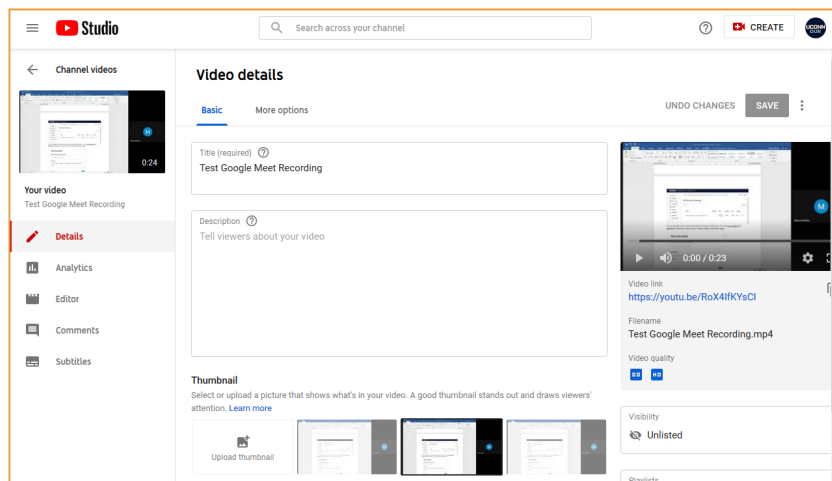 Studio
Search across your channel
CREATE
UCONN
OUR
Channel videos
0:24
Your video
Test Google Meet Recording
Details
Analytics
Editor
Comments
Subtitles
Video details
Basic
More options
UNDO CHANGES
SAVE
Title (required)
Test Google Meet Recording
Description
Tell viewers about your video
Thumbnail
Select or upload a picture that shows what's in your video. A good thumbnail stands out and draws viewers'
attention. Learn more
Upload thumbnail
M
0:00 / 0:23
Video link
https://youtu.be/RoX4IfKYsCI
Filename
Test Google Meet Recording.mp4
Video quality
SD HD
Visibility
Unlisted
Playlists